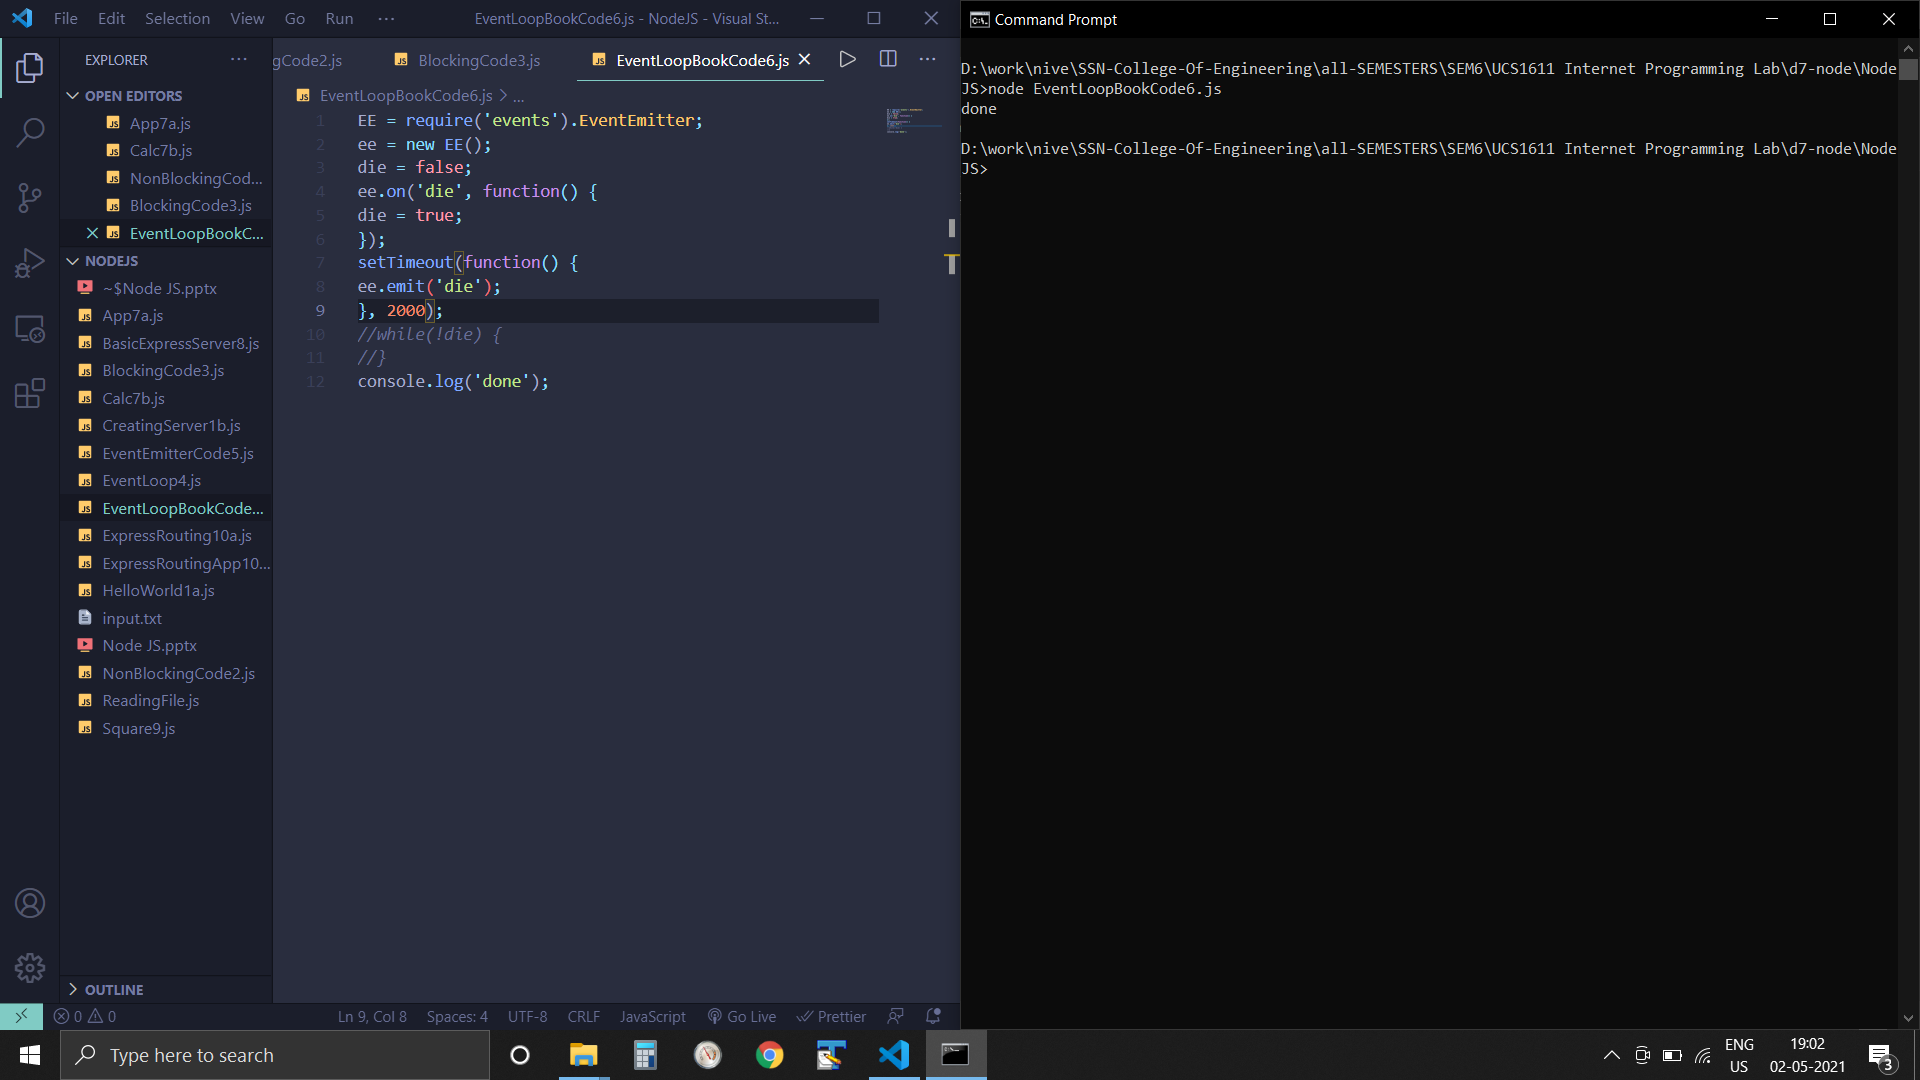 File Edit Selection View Go Run ··· EventLoopBookCode6.js - NodeJS - Visual St...
EXPLORER
OPEN EDITORS
App7a.js
Calc7b.js
NonBlockingCod...
BlockingCode3.js
EventLoopBookC...
NODEJS
~$Node JS.pptx
App7a.js
BasicExpressServer8.js
BlockingCode3.js
Calc7b.js
CreatingServer1b.js
EventEmitterCode5.js
EventLoop4.js
EventLoopBookCode...
ExpressRouting10a.js
ExpressRoutingApp10...
HelloWorld1a.js
input.txt
Node JS.pptx
NonBlockingCode2.js
ReadingFile.js
Square9.js
OUTLINE
gCode2.js BlockingCode3.js EventLoopBookCode6.js
EventLoopBookCode6.js > ...
1 EE = require('events').EventEmitter;
2 ee = new EE();
3 die = false;
4 ee.on('die', function() {
5 die = true;
6 });
7 setTimeout(function() {
8 ee.emit('die');
9 }, 2000);
10 //while(!die) {
11 //}
12 console.log('done');
0 0 Ln 9, Col 8 Spaces: 4 UTF-8 CRLF JavaScript Go Live Prettier
Command Prompt
D:\work\nive\SSN-College-Of-Engineering\all-SEMESTERS\SEM6\UCS1611 Internet Programming Lab\d7-node\Node
JS>node EventLoopBookCode6.js
done
D:\work\nive\SSN-College-Of-Engineering\all-SEMESTERS\SEM6\UCS1611 Internet Programming Lab\d7-node\Node
JS>
Type here to search
ENG
US
19:02
02-05-2021
3